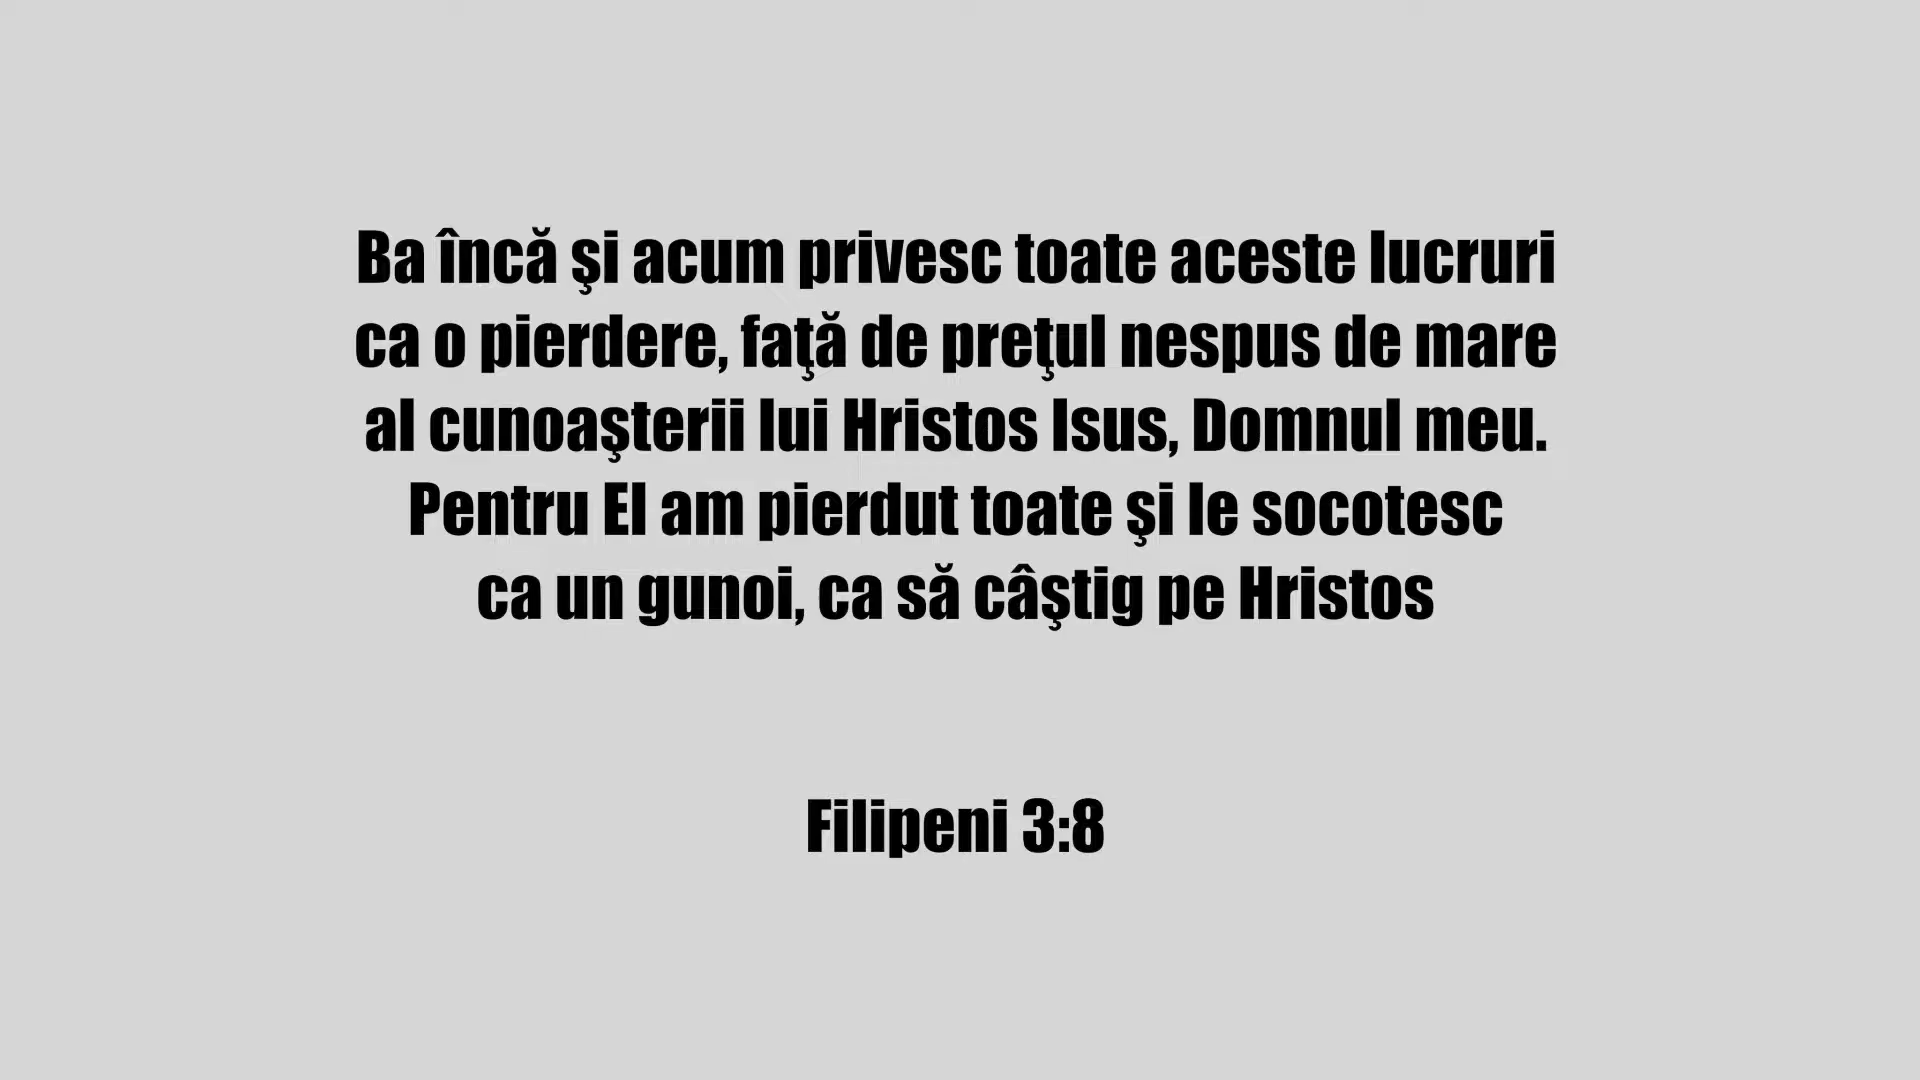 Ba încă şi acum privesc toate aceste lucruri
ca o pierdere, faţă de preţul nespus de mare
al cunoaşterii lui Hristos Isus, Domnul meu.
Pentru El am pierdut toate şi le socotesc
ca un gunoi, ca să câştig pe Hristos
Filipeni 3:8